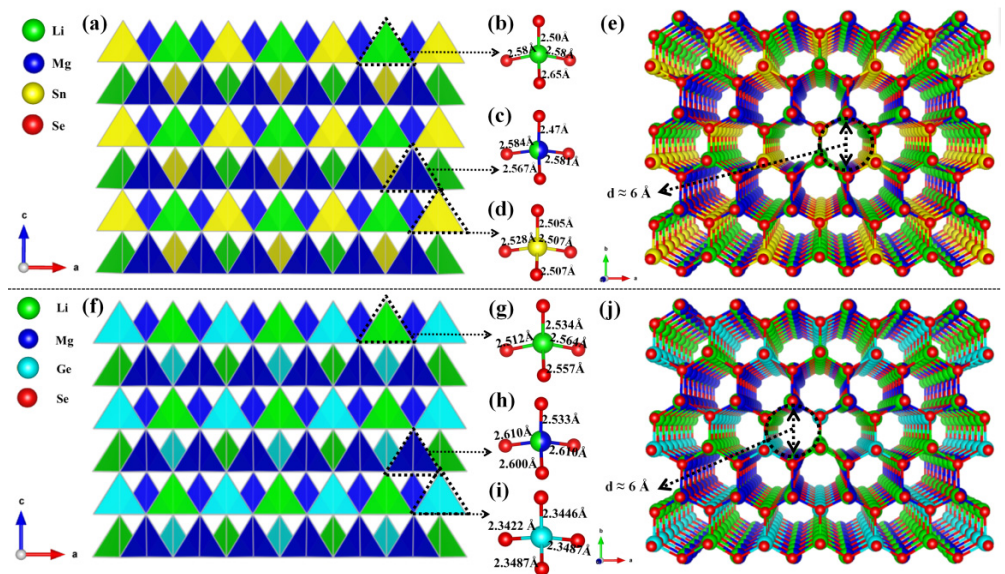 (a)
Li
Mg
Sn
Se
c
a
(b)
2.50Å
2.58Å
2.58Å
2.65Å
(c)
2.47Å
2.584Å
2.581Å
2.567Å
(d)
2.505Å
2.528Å
2.507Å
2.507Å
(e)
d ≈ 6 Å
b
a
(f)
Li
Mg
Ge
Se
c
a
(g)
2.534Å
2.512Å
2.564Å
2.557Å
(h)
2.533Å
2.610Å
2.610Å
2.600Å
(i)
2.3446Å
2.3422 Å
2.3487Å
2.3487Å
(j)
d ≈ 6 Å
b
a